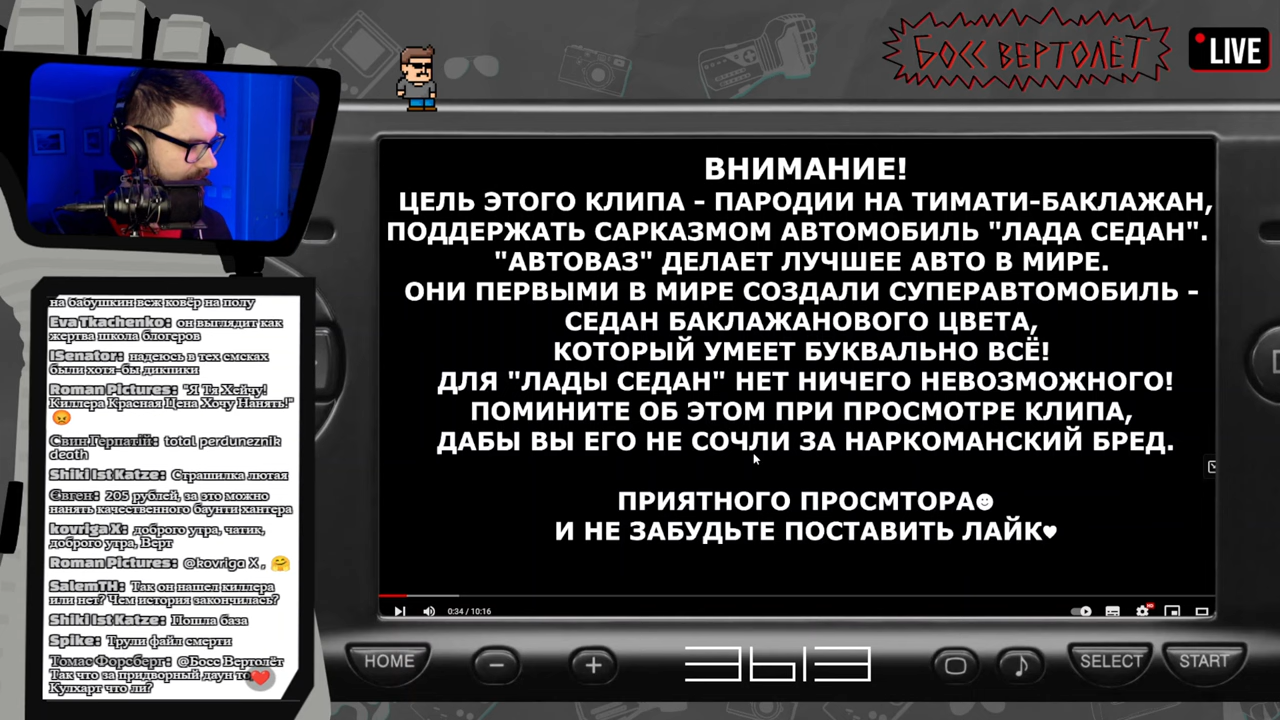 БОСС ВЕРТОЛЁТ
LIVE
ВНИМАНИЕ!
ЦЕЛЬ ЭТОГО КЛИПА - ПАРОДИИ НА ТИМАТИ-БАКЛАЖАН,
ПОДДЕРЖАТЬ САРКАЗМОМ АВТОМОБИЛЬ "ЛАДА СЕДАН".
"АВТОВАЗ" ДЕЛАЕТ ЛУЧШЕЕ АВТО В МИРЕ.
ОНИ ПЕРВЫМИ В МИРЕ СОЗДАЛИ СУПЕРАВТОМОБИЛЬ -
СЕДАН БАКЛАЖАНОВОГО ЦВЕТА,
КОТОРЫЙ УМЕЕТ БУКВАЛЬНО ВСЁ!
ДЛЯ "ЛАДЫ СЕДАН" НЕТ НИЧЕГО НЕВОЗМОЖНОГО!
ПОМИНИТЕ ОБ ЭТОМ ПРИ ПРОСМОТРЕ КЛИПА,
ДАБЫ ВЫ ЕГО НЕ СОЧЛИ ЗА НАРКОМАНСКИЙ БРЕД.
ПРИЯТНОГО ПРОСМТОРА☻
И НЕ ЗАБУДЬТЕ ПОСТАВИТЬ ЛАЙК♥
0:34 / 10:16
на бабушкин всж ковёр на полу
Eva Tkachenko: он выглядит как
жертва школа блогеров
ISenator: надеюсь в тех смсках
были хотя-бы дикпики
Roman Pictures: "Я Тя Хейчу!
Киллера Красная Цена Хочу Нанять!"
😡
Свин Герпатій: total perduneznik
death
Shiki Ist Katze: Страшилка лютая
Євген: 205 рублей, за это можно
нанять качественного баунти хантера
kovriga X: доброго утра, чатик,
доброго утра, Верт
Roman Pictures: @kovriga X , 🤗
SalemTH: Так он нашел киллера
или нет? Чем история закончилась?
Shiki Ist Katze: Пошла база
Spike: Трули файл смерти
Томас Форсберг: @Босс Вертолёт
Так что за придворный даун то
Кулхарт что ли?
HOME
SELECT
START